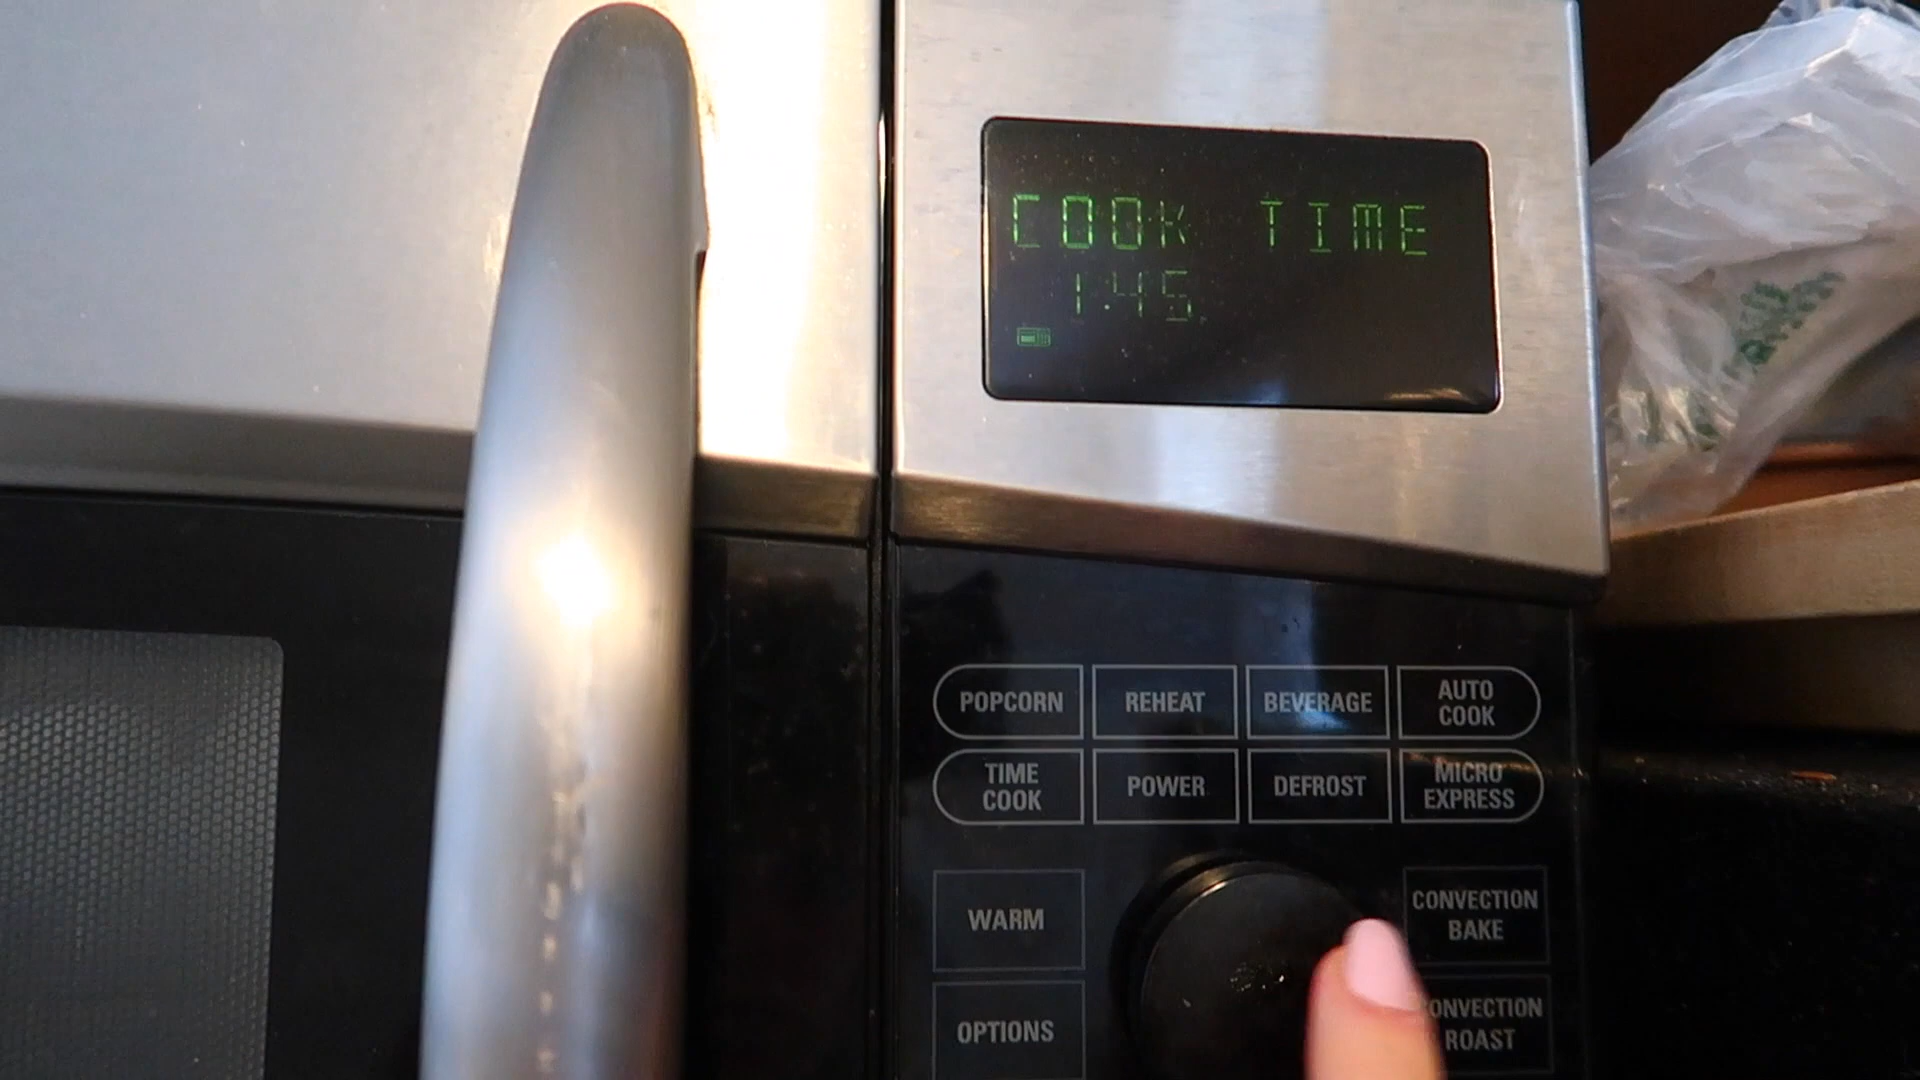 COOK TIME
1:45
POPCORN
REHEAT
BEVERAGE
AUTO
COOK
TIME
COOK
POWER
DEFROST
MICRO
EXPRESS
WARM
CONVECTION
BAKE
OPTIONS
ONVECTION
ROAST